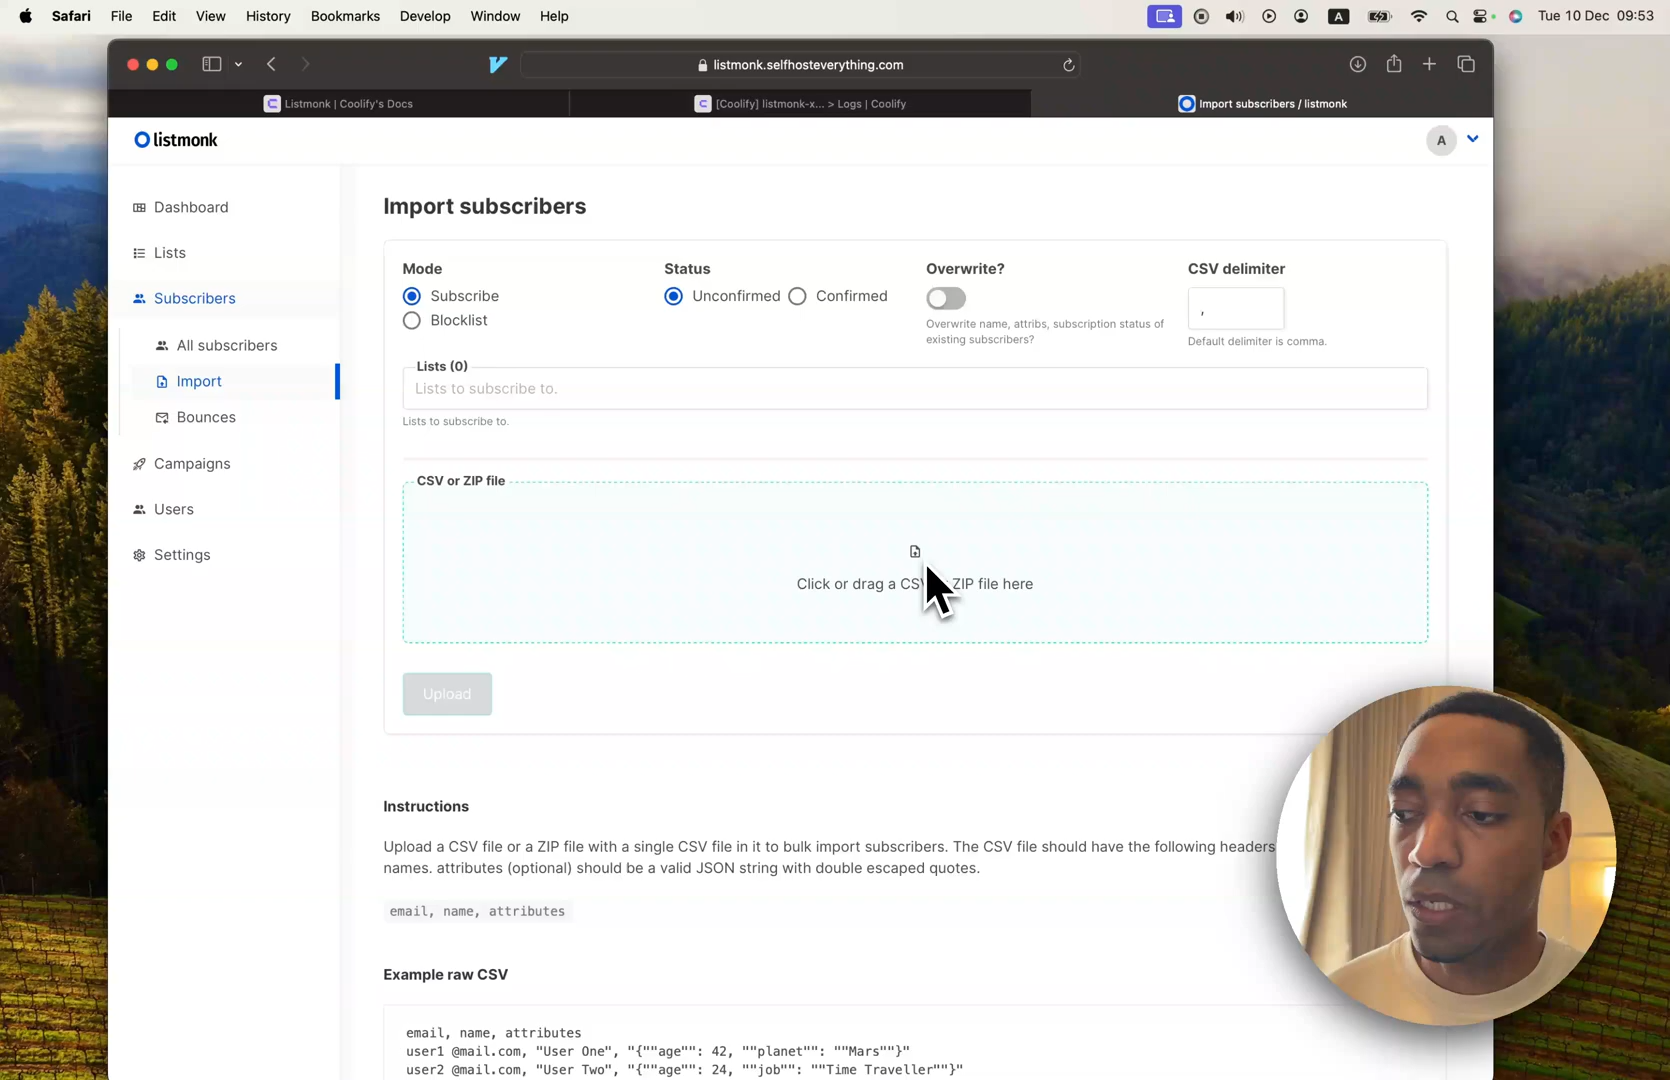 Safari File Edit View History Bookmarks Develop Window Help
A
Tue 10 Dec 09:53
listmonk.selfhosteverything.com
Listmonk | Coolify's Docs
[Coolify] listmonk-x... > Logs | Coolify
Import subscribers / listmonk
listmonk
A
Dashboard
Lists
Subscribers
All subscribers
Import
Bounces
Campaigns
Users
Settings
Import subscribers
Mode
Subscribe
Blocklist
Status
Unconfirmed
Confirmed
Overwrite?
Overwrite name, attribs, subscription status of
existing subscribers?
CSV delimiter
,
Default delimiter is comma.
Lists (0)
Lists to subscribe to.
Lists to subscribe to.
CSV or ZIP file
Click or drag a ZIP file here
Upload
Instructions
Upload a CSV file or a ZIP file with a single CSV file in it to bulk import subscribers. The CSV file should have the following headers
names. attributes (optional) should be a valid JSON string with double escaped quotes.
email, name, attributes
Example raw CSV
email, name, attributes
user1 @mail.com, "User One", "{""age"": 42, ""planet"": ""Mars""}"
user2 @mail.com, "User Two", "{""age"": 24, ""job"": ""Time Traveller""}"